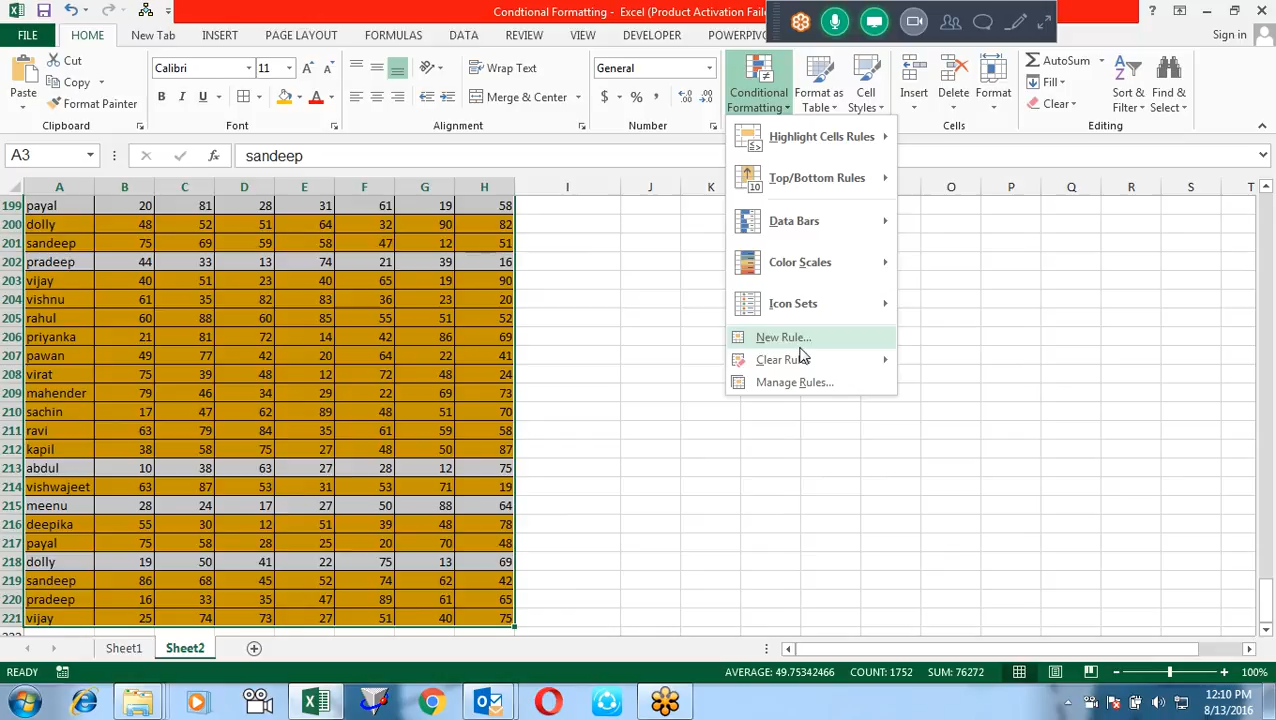 Conditional Formatting - Excel (Product Activation Fail
FILE HOME New Tab INSERT PAGE LAYOUT FORMULAS DATA REVIEW VIEW DEVELOPER POWERPIV Sign in
Paste Cut Copy Format Painter
Calibri 11
B I U A
Wrap Text
Merge & Center
General
$ % ,
Conditional Formatting Format as Table Cell Styles
Insert Delete Format
AutoSum Fill Clear Sort & Filter Find & Select
Clipboard Font Alignment Number Cells Editing
A3 fx sandeep
A B C D E F G H I J K O P Q R S T
199 payal 20 81 28 31 61 19 58
200 dolly 48 52 51 64 32 90 82
201 sandeep 75 69 59 58 47 12 51
202 pradeep 44 33 13 74 21 39 16
203 vijay 40 51 23 40 65 19 90
204 vishnu 61 35 82 83 36 23 20
205 rahul 60 88 60 85 55 51 52
206 priyanka 21 81 72 14 42 86 69
207 pawan 49 77 42 20 64 22 41
208 virat 75 39 48 12 72 48 24
209 mahender 79 46 34 29 22 69 73
210 sachin 17 47 62 89 48 51 70
211 ravi 63 79 84 35 61 59 58
212 kapil 38 58 75 27 48 50 87
213 abdul 10 38 63 27 28 12 75
214 vishwajeet 63 87 53 31 53 71 19
215 meenu 28 24 17 27 50 88 64
216 deepika 55 30 12 51 39 48 78
217 payal 75 58 28 25 20 70 48
218 dolly 19 50 41 22 75 13 69
219 sandeep 86 68 45 52 74 62 42
220 pradeep 16 33 35 47 89 61 65
221 vijay 25 74 73 27 51 40 75
Highlight Cells Rules
Top/Bottom Rules
Data Bars
Color Scales
Icon Sets
New Rule...
Clear Rules
Manage Rules...
Sheet1 Sheet2
READY AVERAGE: 49.75342466 COUNT: 1752 SUM: 76272 100%
12:10 PM
8/13/2016